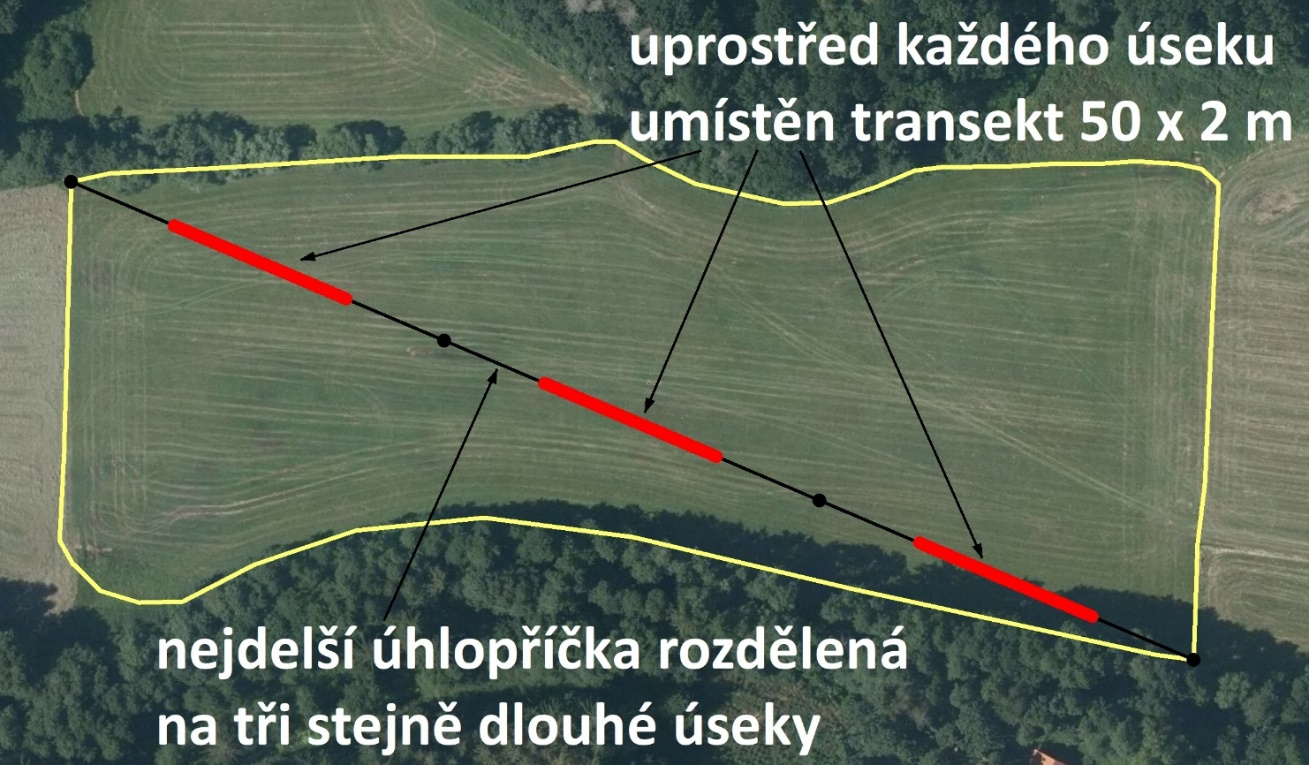 uprostřed každého úseku
umístěn transekt 50 x 2 m
nejdelší úhlopříčka rozdělená
na tři stejně dlouhé úseky